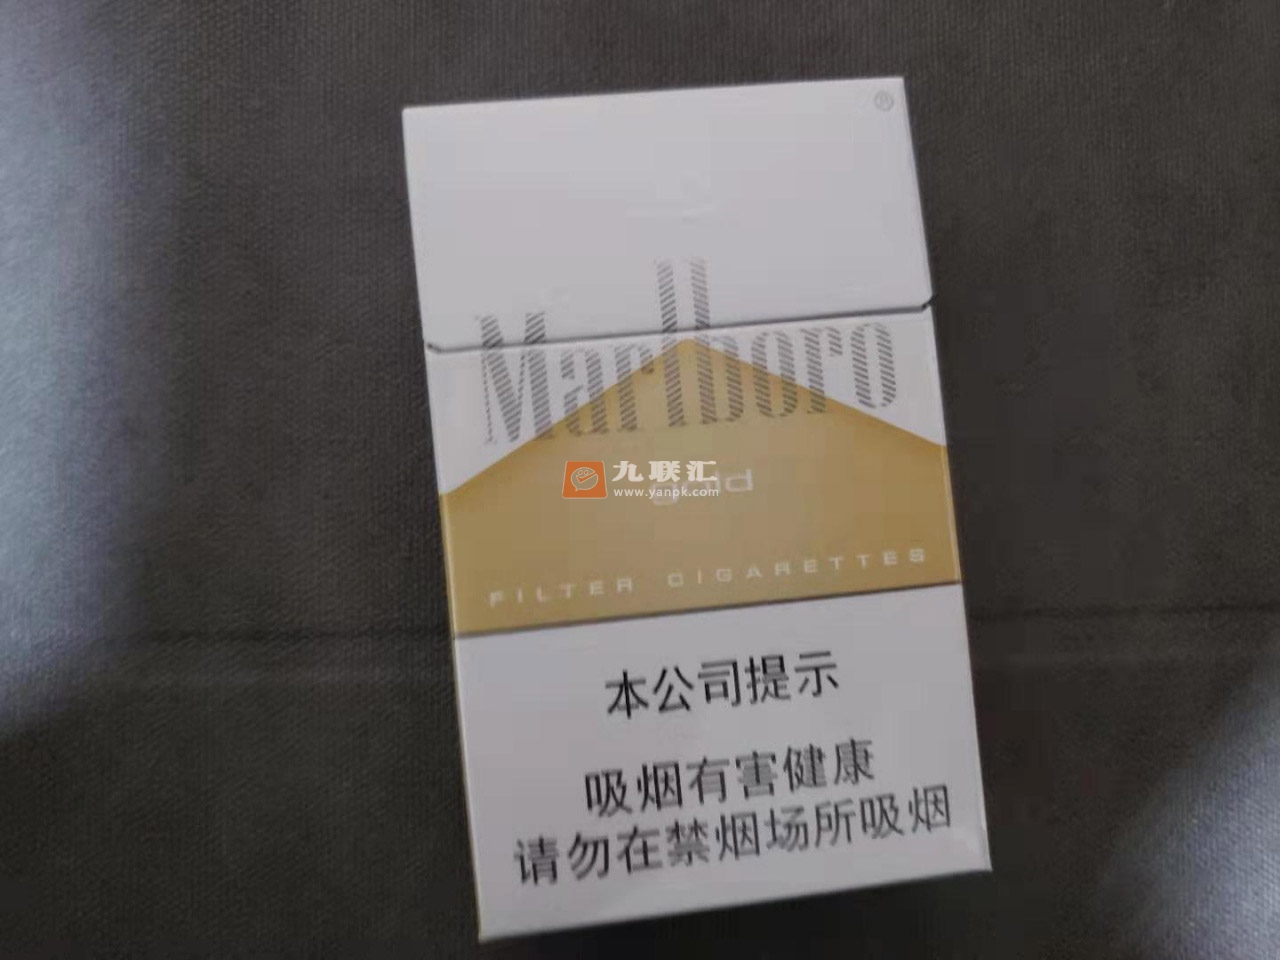 ®
Marlboro
九联汇
gold
www.yanpk.com
FILTER CIGARETTES
本公司提示
吸烟有害健康
请勿在禁烟场所吸烟